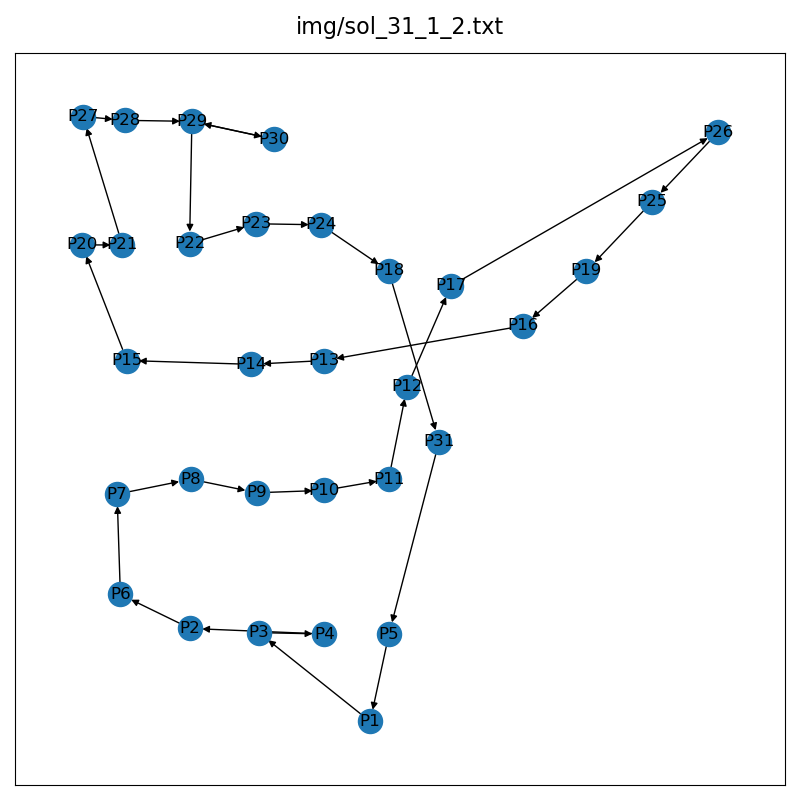 img/sol_31_1_2.txt
P27 P28 P29 P30 P26
P25
P23 P24
P20 P21 P22
P18 P19
P17
P16
P15 P14 P13
P12
P31
P7 P8 P9 P10 P11
P6
P2 P3 P4 P5
P1